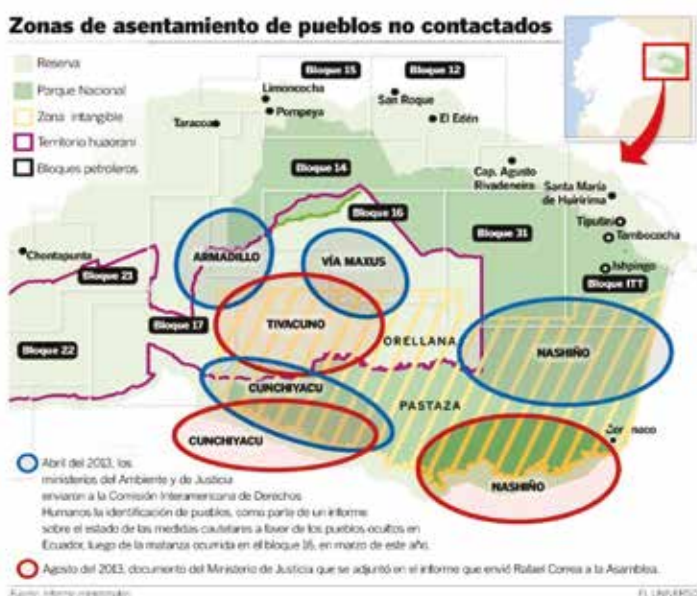 Zonas de asentamiento de pueblos no contactados
Reserva
Parque Nacional
Zona intangible
Territorio huaorani
Bloques petroleros
Bloque 15
Bloque 12
Limoncocha
Pompeya
San Roque
El Edén
Taracoa
Bloque 14
Cap. Agusto
Rivadeneira
Santa María
de Huiririma
Bloque 16
Bloque 31
Tiputini
Tambococha
Ishpingo
Bloque ITT
Chontapunta
Bloque 21
ARMADILLO
VÍA MAXUS
Bloque 17
TIVACUNO
ORELLANA
NASHIÑO
Bloque 22
CUNCHIYACU
PASTAZA
CUNCHIYACU
NASHIÑO
Abril del 2013, los
ministerios del Ambiente y de Justicia
enviaron a la Comisión Interamericana de Derechos
Humanos la identificación de pueblos, como parte de un informe
sobre el estado de las medidas cautelares a favor de los pueblos ocultos en
Ecuador, luego de la matanza ocurrida en el bloque 16, en marzo de este año.
Agosto del 2013, documento del Ministerio de Justicia que se adjuntó en el informe que envió Rafael Correa a la Asamblea.
EL UNIVERSO